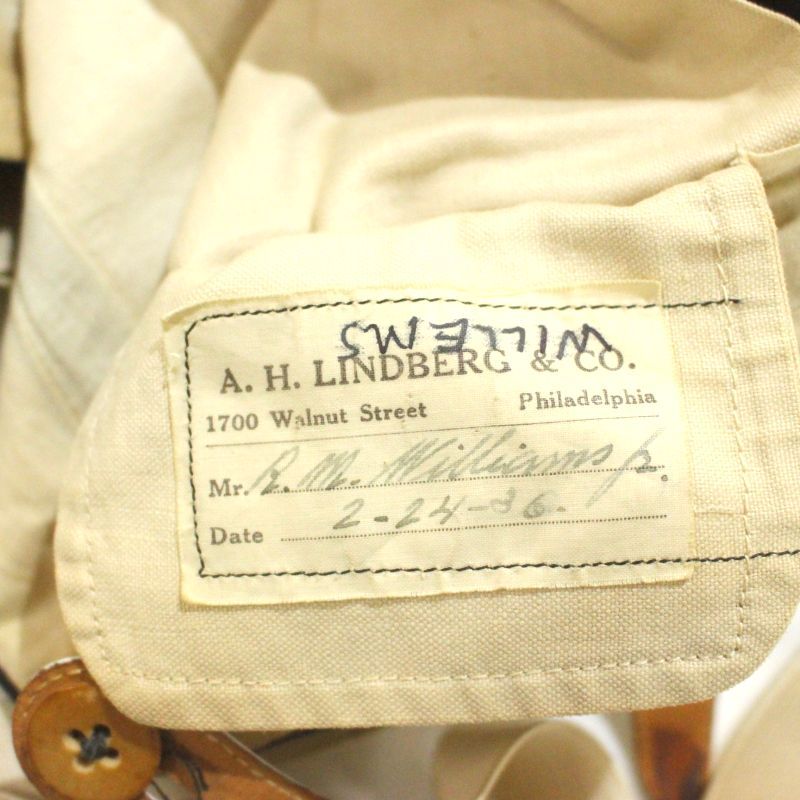 WILLEMS
A. H. LINDBERG & CO.
1700 Walnut Street Philadelphia
Mr. R. M. Williams Jr.
Date 2-24-36.